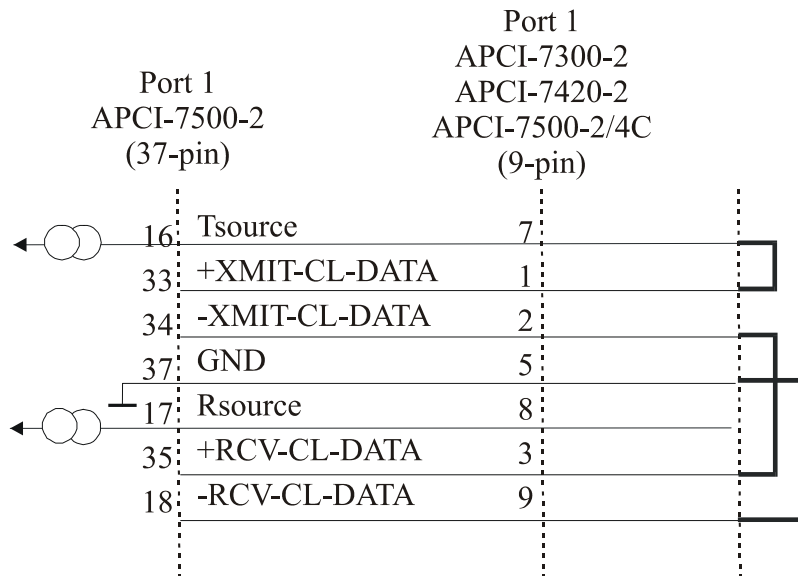 Port 1
APCI-7500-2
(37-pin)
Port 1
APCI-7300-2
APCI-7420-2
APCI-7500-2/4C
(9-pin)
16 Tsource 7
33 +XMIT-CL-DATA 1
34 -XMIT-CL-DATA 2
37 GND 5
17 Rsource 8
35 +RCV-CL-DATA 3
18 -RCV-CL-DATA 9